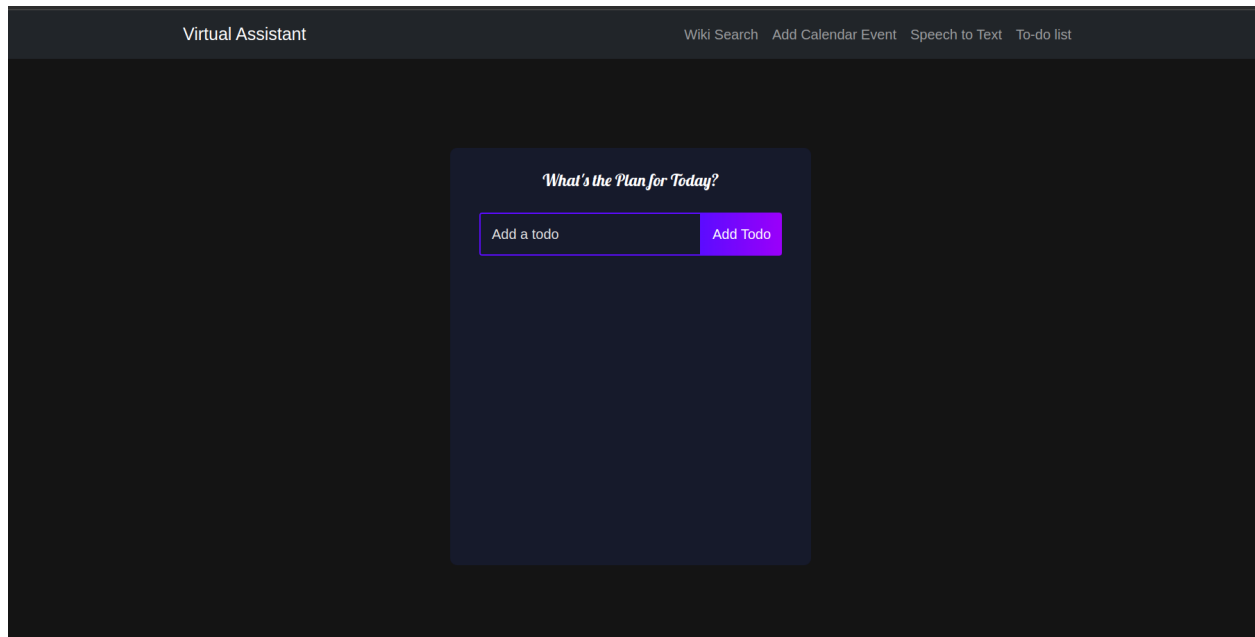 Virtual Assistant
Wiki Search Add Calendar Event Speech to Text To-do list
What's the Plan for Today?
Add a todo Add Todo